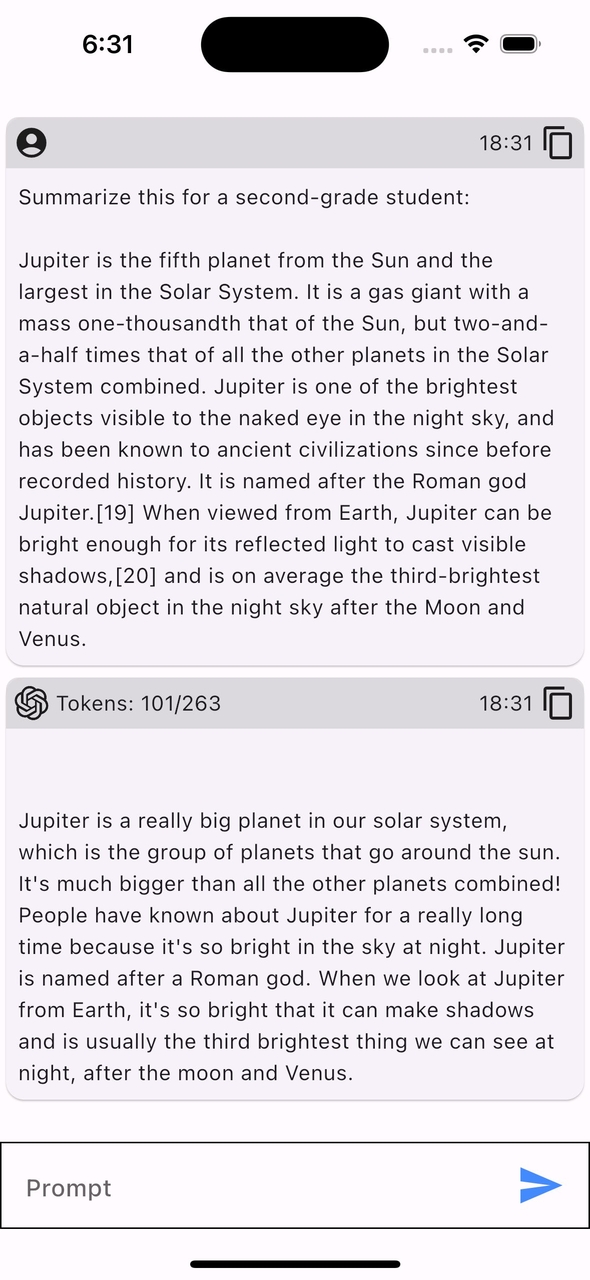 6:31
18:31
Summarize this for a second-grade student:
Jupiter is the fifth planet from the Sun and the
largest in the Solar System. It is a gas giant with a
mass one-thousandth that of the Sun, but two-and-
a-half times that of all the other planets in the Solar
System combined. Jupiter is one of the brightest
objects visible to the naked eye in the night sky, and
has been known to ancient civilizations since before
recorded history. It is named after the Roman god
Jupiter.[19] When viewed from Earth, Jupiter can be
bright enough for its reflected light to cast visible
shadows,[20] and is on average the third-brightest
natural object in the night sky after the Moon and
Venus.
Tokens: 101/263 18:31
Jupiter is a really big planet in our solar system,
which is the group of planets that go around the sun.
It's much bigger than all the other planets combined!
People have known about Jupiter for a really long
time because it's so bright in the sky at night. Jupiter
is named after a Roman god. When we look at Jupiter
from Earth, it's so bright that it can make shadows
and is usually the third brightest thing we can see at
night, after the moon and Venus.
Prompt